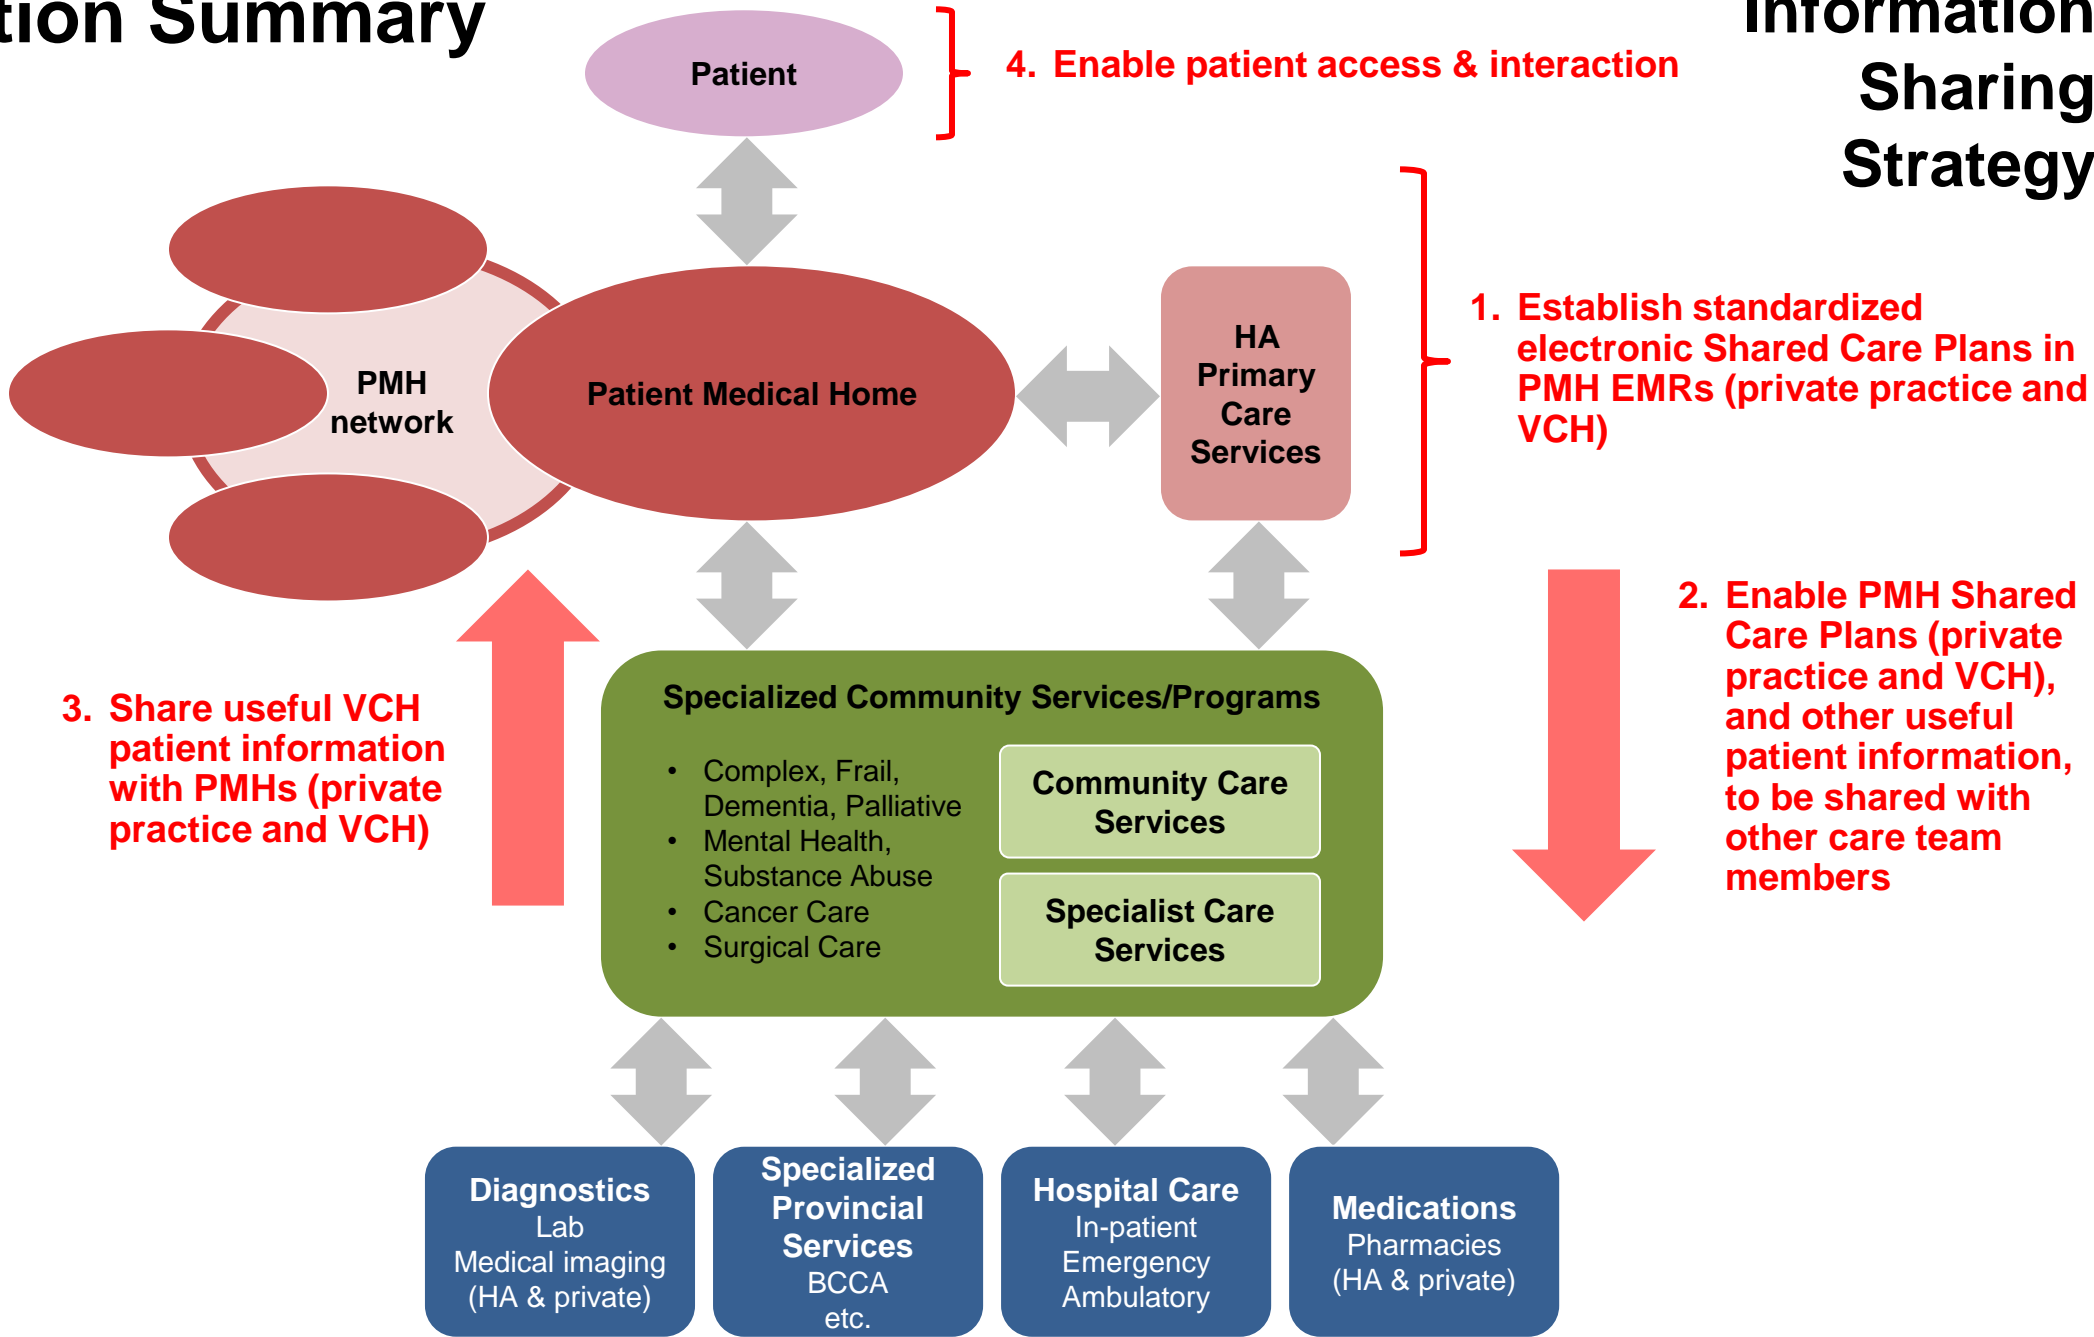 Summary
Information
Sharing
Strategy
Patient
4. Enable patient access & interaction
PMH
network
Patient Medical Home
HA
Primary
Care
Services
1. Establish standardized
electronic Shared Care Plans in
PMH EMRs (private practice and
VCH)
2. Enable PMH Shared
Care Plans (private
practice and VCH),
and other useful
patient information,
to be shared with
other care team
members
3. Share useful VCH
patient information
with PMHs (private
practice and VCH)
Specialized Community Services/Programs
• Complex, Frail,
Dementia, Palliative
• Mental Health,
Substance Abuse
• Cancer Care
• Surgical Care
Community Care
Services
Specialist Care
Services
Diagnostics
Lab
Medical imaging
(HA & private)
Specialized
Provincial
Services
BCCA
etc.
Hospital Care
In-patient
Emergency
Ambulatory
Medications
Pharmacies
(HA & private)